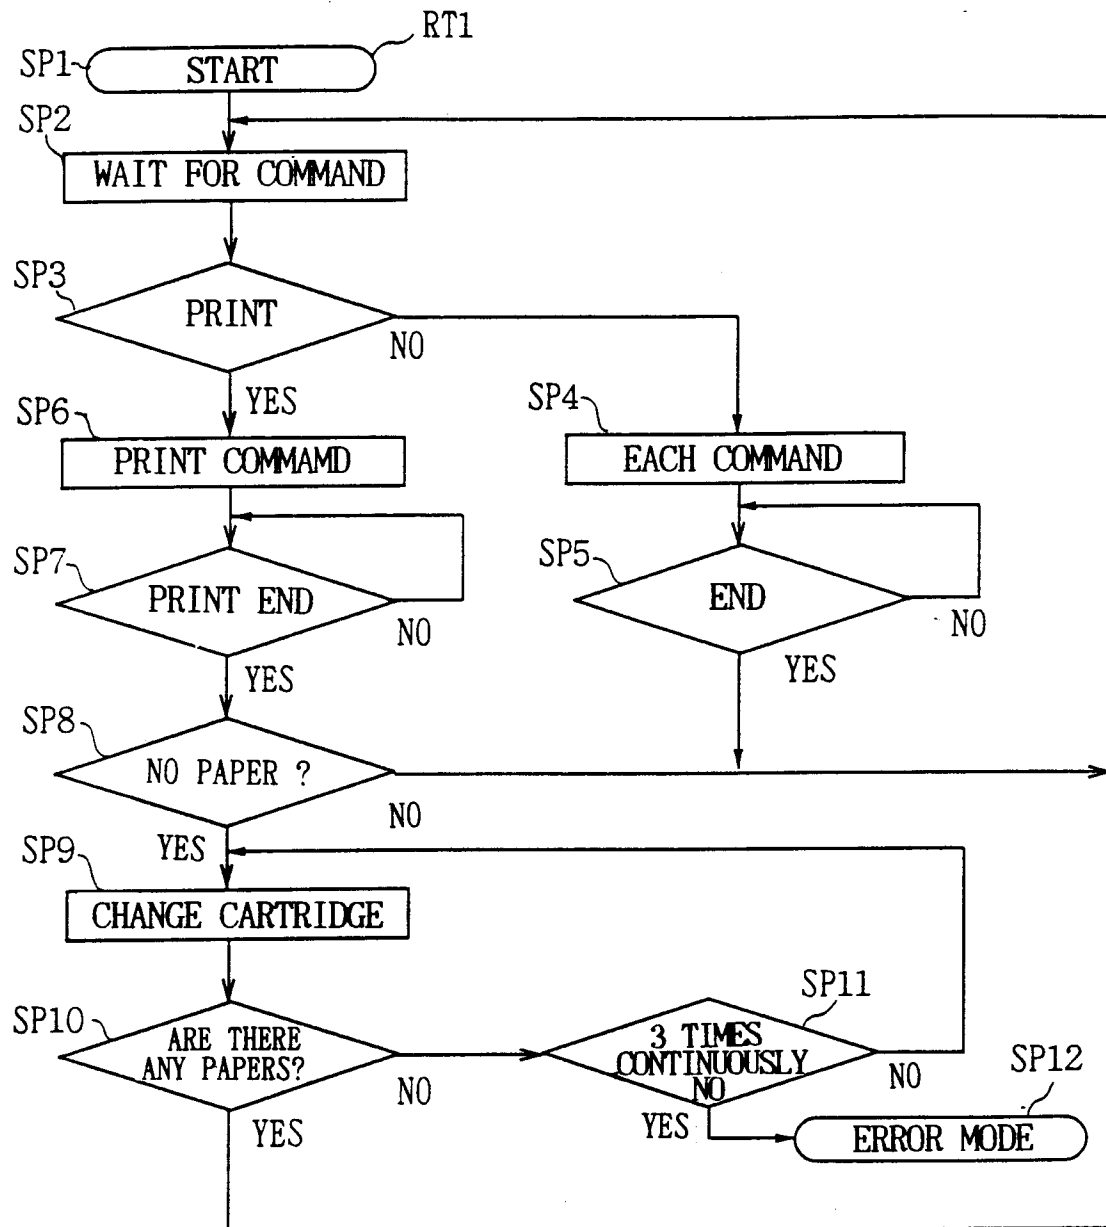 RT1
SP1
START
SP2
WAIT FOR COMMAND
SP3
PRINT
NO
YES
SP6
PRINT COMMAMD
SP4
EACH COMMAND
SP7
PRINT END
NO
YES
SP5
END
NO
YES
SP8
NO PAPER ?
NO
YES
SP9
CHANGE CARTRIDGE
SP10
ARE THERE
ANY PAPERS?
NO
YES
SP11
3 TIMES
CONTINUOUSLY
NO
NO
YES
SP12
ERROR MODE